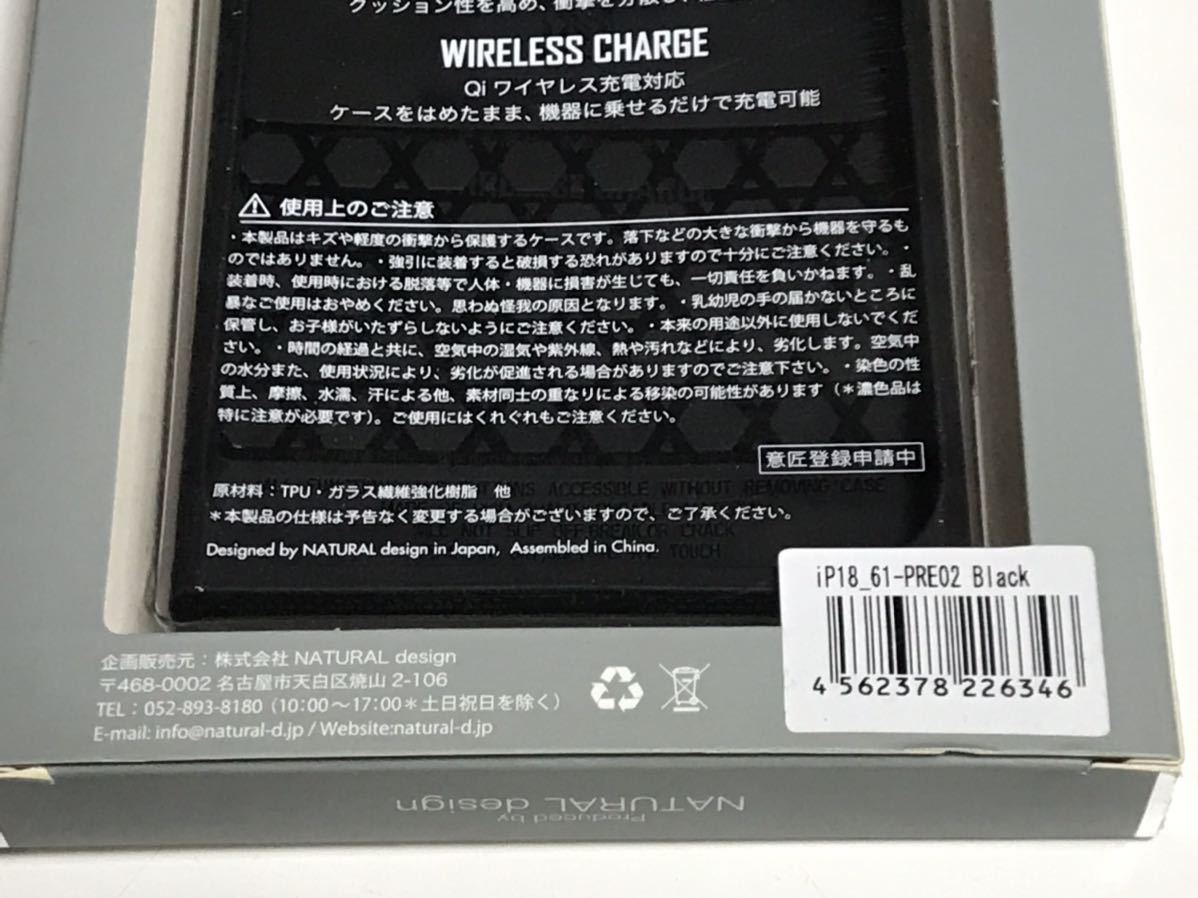 クッション性を高め、衝撃を分散し、
WIRELESS CHARGE
Qi ワイヤレス充電対応
ケースをはめたまま、機器に乗せるだけで充電可能
⚠ 使用上のご注意
・本製品はキズや軽度の衝撃から保護するケースです。落下などの大きな衝撃から機器を守るも
のではありません。・強引に装着すると破損する恐れがありますので十分にご注意ください。・
装着時、使用時における脱落等で人体・機器に損害が生じても、一切責任を負いかねます。・乱
暴なご使用はおやめください。思わぬ怪我の原因となります。・乳幼児の手の届かないところに
保管し、お子様がいたずらしないようにご注意ください。・本来の用途以外に使用しないでくだ
さい。・時間の経過と共に、空気中の湿気や紫外線、熱や汚れなどにより、劣化します。空気中
の水分また、使用状況により、劣化が促進される場合がありますのでご注意下さい。・染色の性
質上、摩擦、水濡、汗による他、素材同士の重なりによる移染の可能性があります（＊濃色品は
特に注意が必要です）。ご使用にはくれぐれもご注意ください。
意匠登録申請中
原材料：TPU・ガラス繊維強化樹脂　他
ACCESSIBLE WITHOUT REMOVING CASE
＊本製品の仕様は予告なく変更する場合がございますので、ご了承ください。
WILL NOT SLIP OFF, BREAK OR CRACK
Designed by NATURAL design in Japan,  Assembled in China.
TOUCH
iP18_61-PRE02 Black
4 562378 226346
企画販売元：株式会社 NATURAL design
〒468-0002 名古屋市天白区焼山 2-106
TEL：052-893-8180（10:00～17:00＊土日祝日を除く）
E-mail: info@natural-d.jp / Website:natural-d.jp
Produced by
NATURAL design